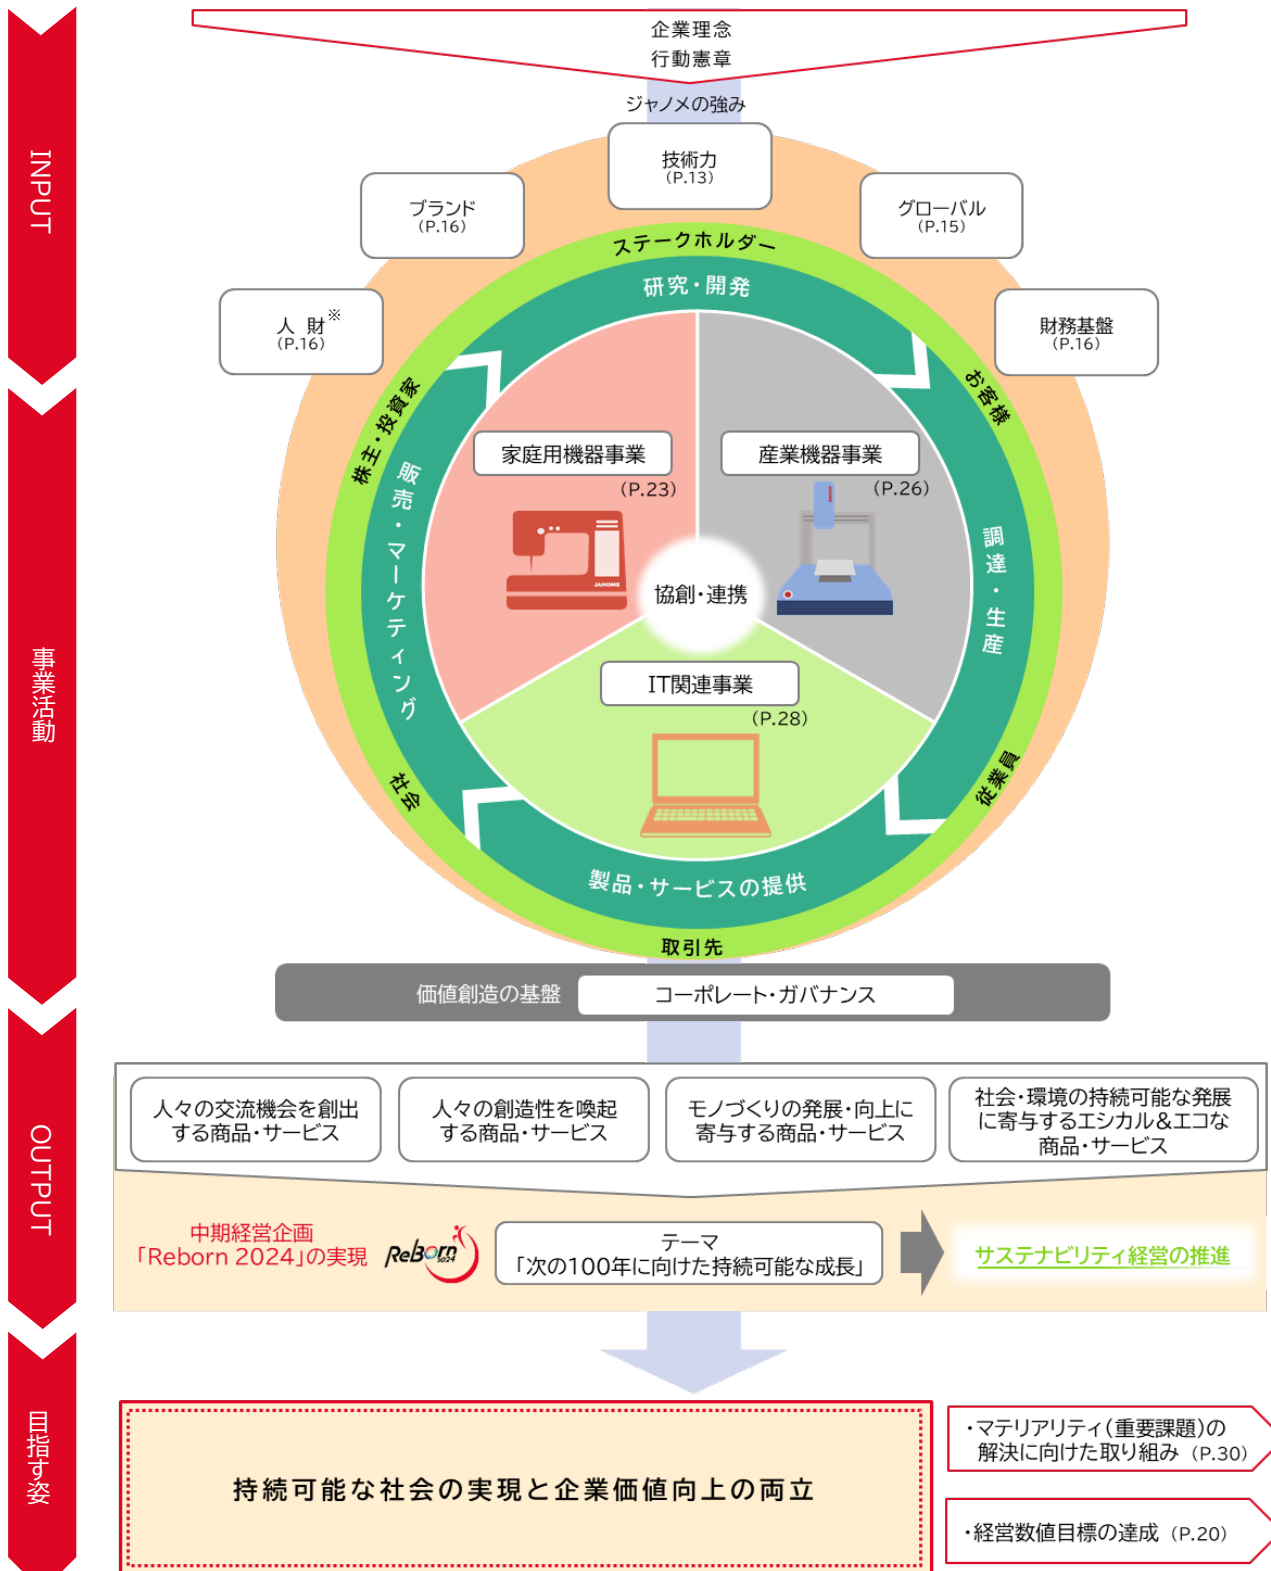 INPUT
企業理念
行動憲章
ジャノメの強み
技術力
(P.13)
ブランド
(P.16)
グローバル
(P.15)
人 財※
(P.16)
財務基盤
(P.16)
ステークホルダー
研究・開発
株主・投資家
お客様
事業活動
販売・マーケティング
家庭用機器事業
(P.23)
JANOME
産業機器事業
(P.26)
調達・生産
協創・連携
IT関連事業
(P.28)
社会
従業員
製品・サービスの提供
取引先
価値創造の基盤
コーポレート・ガバナンス
OUTPUT
人々の交流機会を創出
する商品・サービス
人々の創造性を喚起
する商品・サービス
モノづくりの発展・向上に
寄与する商品・サービス
社会・環境の持続可能な発展
に寄与するエシカル＆エコな
商品・サービス
中期経営企画
「Reborn 2024」の実現
ReBorn
2024
テーマ
「次の100年に向けた持続可能な成長」
サステナビリティ経営の推進
目指す姿
持続可能な社会の実現と企業価値向上の両立
・マテリアリティ（重要課題）の
解決に向けた取り組み (P.30)
・経営数値目標の達成 (P.20)